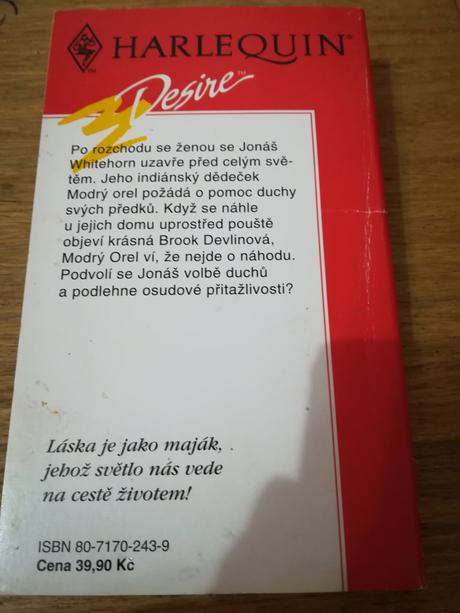 HARLEQUIN®
TM
Desire™
Po rozchodu se ženou se Jonáš
Whitehorn uzavře před celým svě-
tem. Jeho indiánský dědeček
Modrý orel požádá o pomoc duchy
svých předků. Když se náhle
u jejich domu uprostřed pouště
objeví krásná Brook Devlinová,
Modrý Orel ví, že nejde o náhodu.
Podvolí se Jonáš volbě duchů
a podlehne osudové přitažlivosti?
Láska je jako maják,
jehož světlo nás vede
na cestě životem!
ISBN 80-7170-243-9
Cena 39,90 Kč